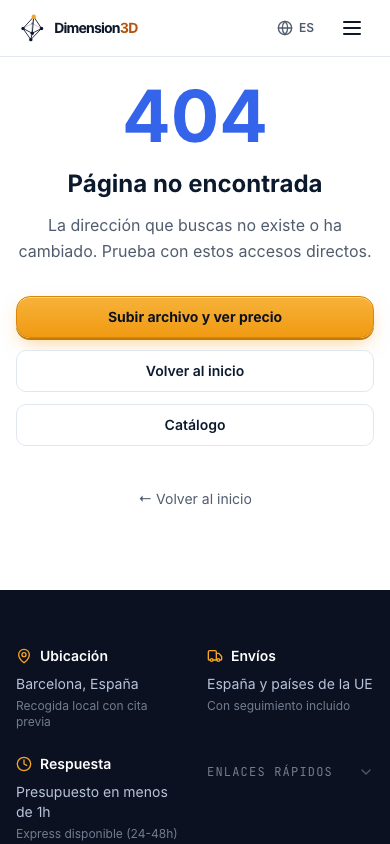 Dimension3D
ES
404
Página no encontrada
La dirección que buscas no existe o ha
cambiado. Prueba con estos accesos directos.
Subir archivo y ver precio
Volver al inicio
Catálogo
← Volver al inicio
Ubicación
Barcelona, España
Recogida local con cita
previa
Envíos
España y países de la UE
Con seguimiento incluido
Respuesta
Presupuesto en menos
de 1h
Express disponible (24-48h)
ENLACES RÁPIDOS